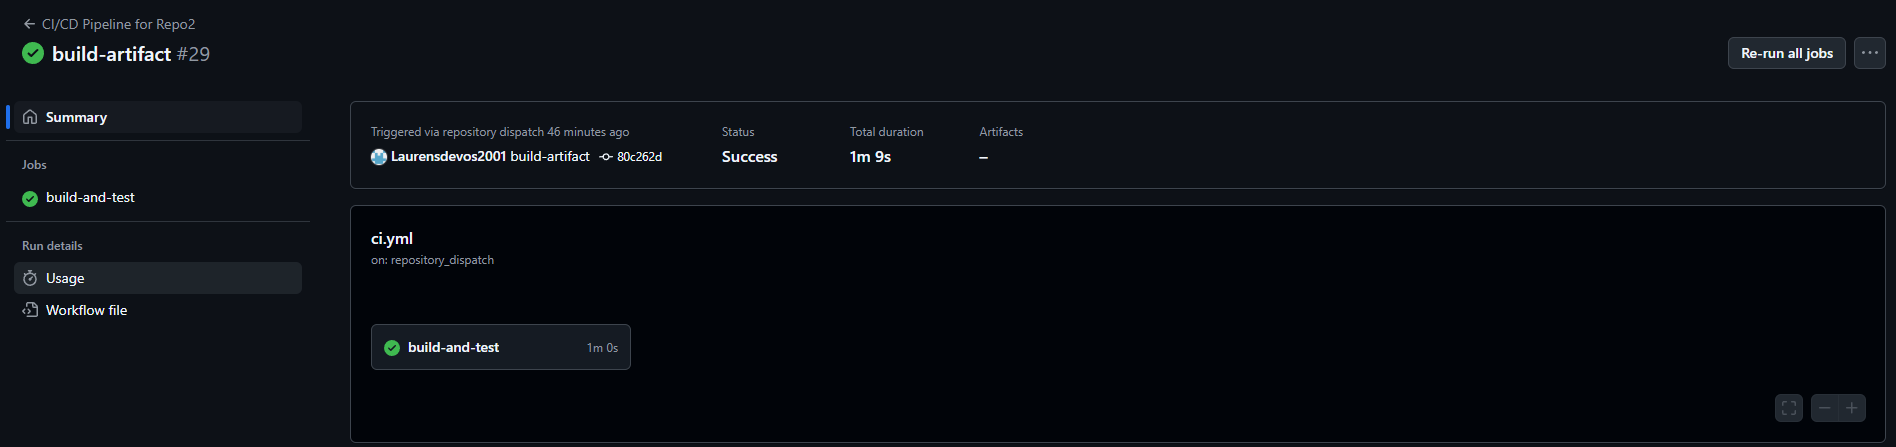 CI/CD Pipeline for Repo2
build-artifact #29
Re-run all jobs
Summary
Jobs
build-and-test
Run details
Usage
Workflow file
Triggered via repository dispatch 46 minutes ago
Laurensdevos2001 build-artifact 80c262d
Status
Success
Total duration
1m 9s
Artifacts
–
ci.yml
on: repository_dispatch
build-and-test 1m 0s